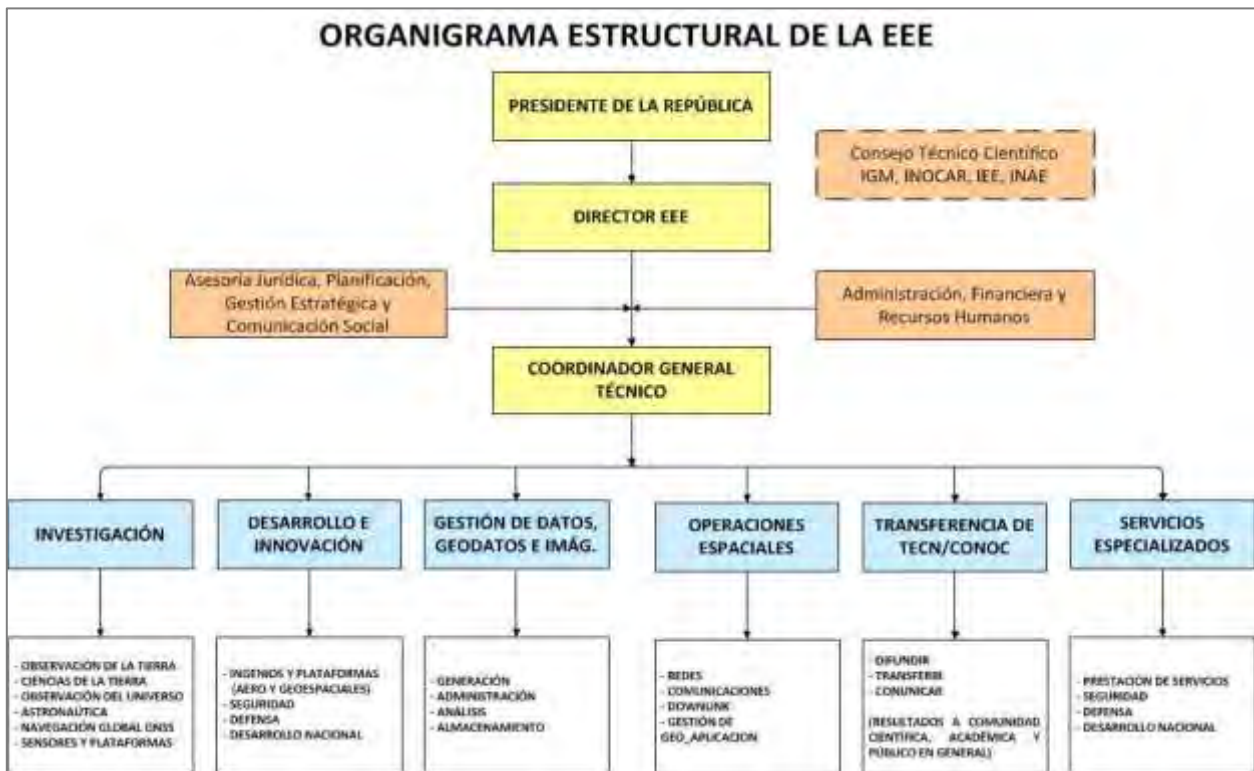 ORGANIGRAMA ESTRUCTURAL DE LA EEE
PRESIDENTE DE LA REPÚBLICA
Consejo Técnico Científico
IGM, INOCAR, IEE, INAE
DIRECTOR EEE
Asesoría Jurídica, Planificación,
Gestión Estratégica y
Comunicación Social
Administración, Financiera y
Recursos Humanos
COORDINADOR GENERAL
TÉCNICO
INVESTIGACIÓN
DESARROLLO E
INNOVACIÓN
GESTIÓN DE DATOS,
GEODATOS E IMÁG.
OPERACIONES
ESPACIALES
TRANSFERENCIA DE
TECN/CONOC
SERVICIOS
ESPECIALIZADOS
- OBSERVACIÓN DE LA TIERRA
- CIENCIAS DE LA TIERRA
- OBSERVACIÓN DEL UNIVERSO
- ASTRONAÚTICA
- NAVEGACIÓN GLOBAL GNSS
- SENSORES Y PLATAFORMAS
- INGENIOS Y PLATAFORMAS
(AERO Y GEOESPACIALES)
- SEGURIDAD
- DEFENSA
- DESARROLLO NACIONAL
- GENERACIÓN
- ADMINISTRACIÓN
- ANÁLISIS
- ALMACENAMIENTO
- REDES
- COMUNICACIONES
- DOWNLINK
- GESTIÓN DE
GEO_APLICACION
- DIFUNDIR
- TRANSFERIR
- COMUNICAR
(RESULTADOS A COMUNIDAD
CIENTÍFICA, ACADÉMICA Y
PÚBLICO EN GENERAL)
- PRESTACIÓN DE SERVICIOS
- SEGURIDAD
- DEFENSA
- DESARROLLO NACIONAL